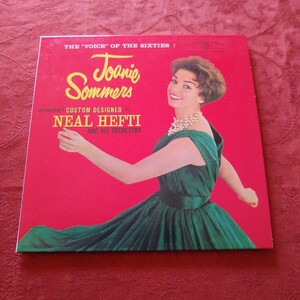 THE "VOICE" OF THE SIXTIES!
Joanie
Sommers
CUSTOM DESIGNED
NEAL HEFTI
AND HIS ORCHESTRA